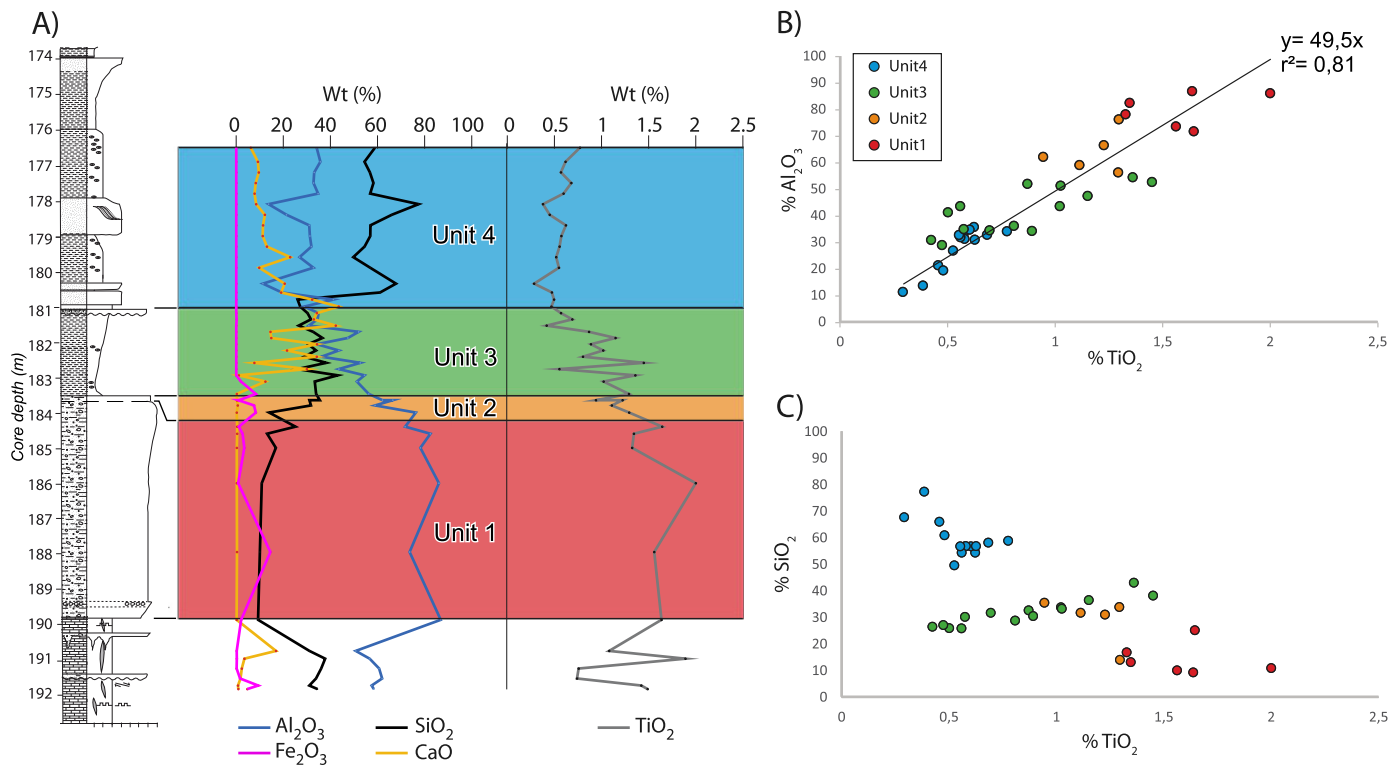 A)
Wt (%)
Wt (%)
0 20 40 60 80 100 0 0.5 1 1.5 2 2.5
174
175
176
177
178
179
180
181
182
183
184
185
186
187
188
189
190
191
192
Core depth (m)
Unit 4
Unit 3
Unit 2
Unit 1
Al₂O₃
SiO₂
TiO₂
Fe₂O₃
CaO
B)
y= 49,5x
r²= 0,81
100
90
80
70
60
50
40
30
20
10
0
% Al₂O₃
Unit4
Unit3
Unit2
Unit1
0 0,5 1 1,5 2 2,5
% TiO₂
C)
100
90
80
70
60
50
40
30
20
10
0
% SiO₂
0 0,5 1 1,5 2 2,5
% TiO₂